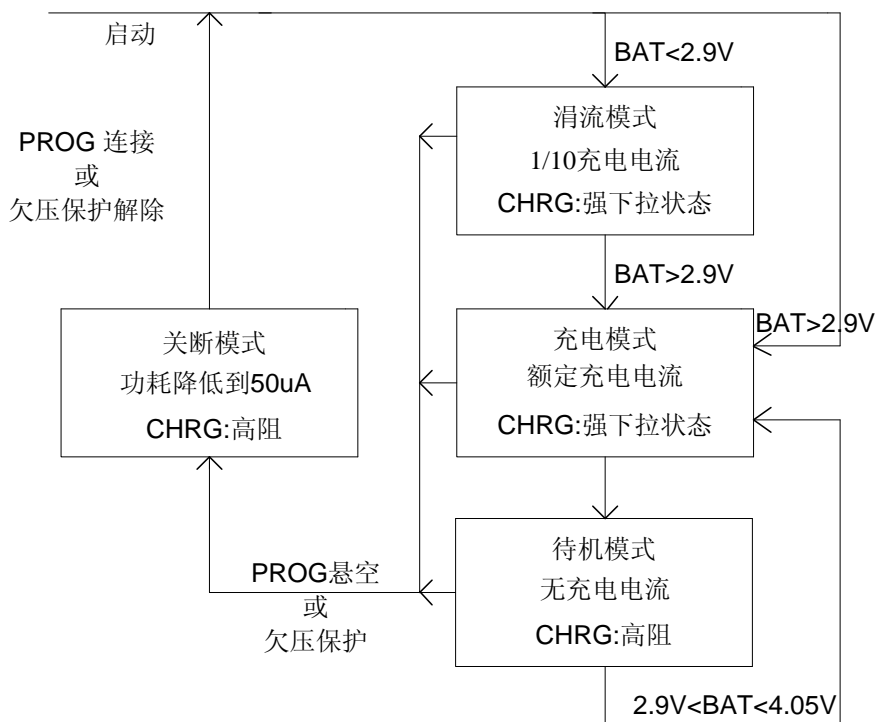 启动
BAT<2.9V
PROG 连接
或
欠压保护解除
涓流模式
1/10充电电流
CHRG:强下拉状态
BAT>2.9V
BAT>2.9V
关断模式
功耗降低到50uA
CHRG:高阻
充电模式
额定充电电流
CHRG:强下拉状态
PROG悬空
或
欠压保护
待机模式
无充电电流
CHRG:高阻
2.9V<BAT<4.05V